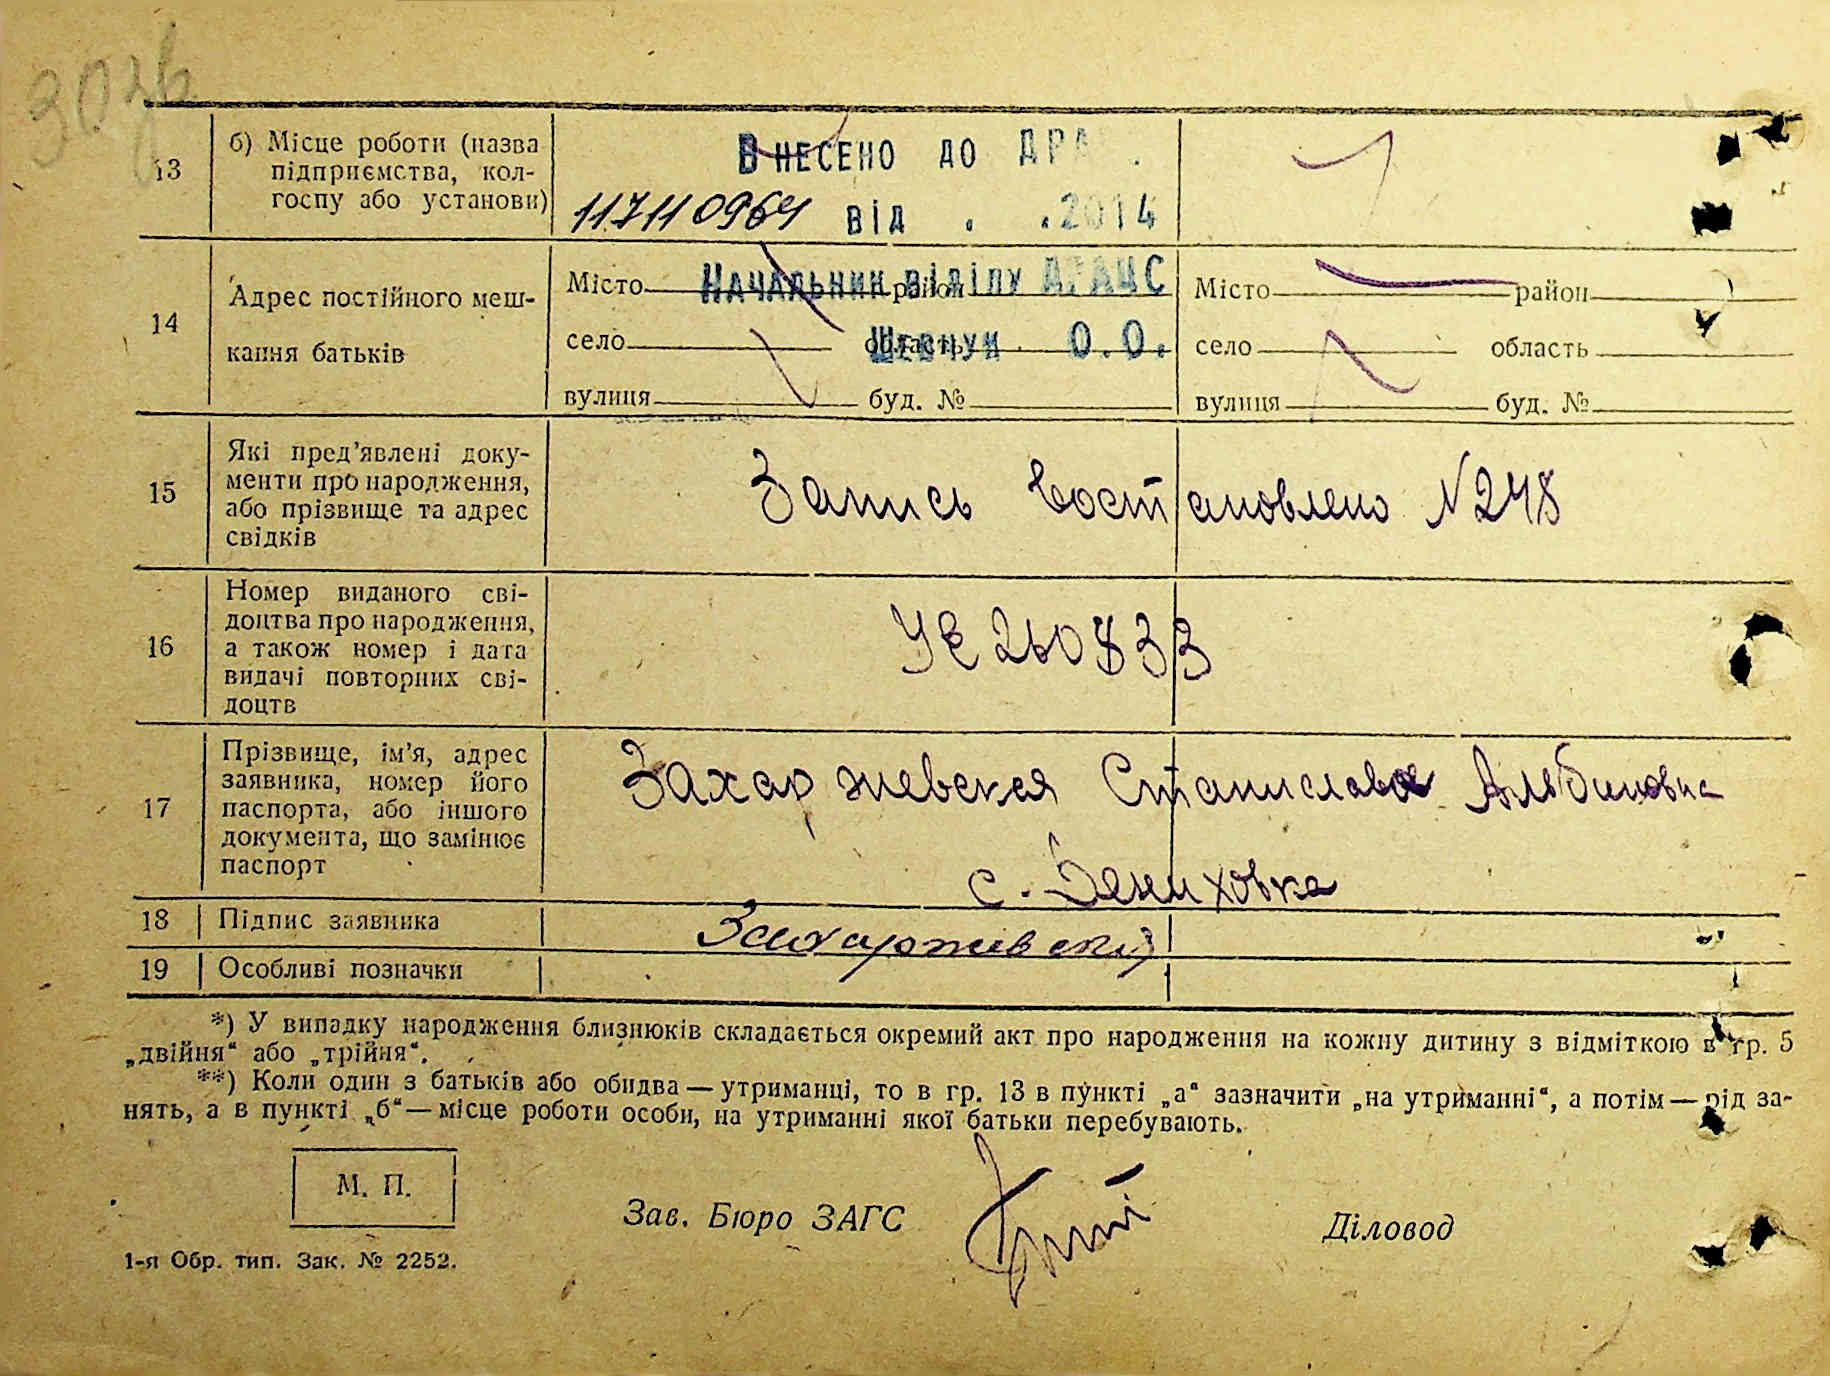 13 б) Місце роботи (назва
підприємства, кол-
госпу або установи)
ВНЕСЕНО ДО ДРА
117110964 ВІД . .2014
НАЧАЛЬНИК ВІДІЛУ ДРАЦС
ШЕВЧУК О.О.
14 Адрес постійного меш-
кання батьків
Місто район
село область
вулиця буд. №
Місто район
село область
вулиця буд. №
15 Які пред’явлені доку-
менти про народження,
або прізвище та адрес
свідків
Запись востановлено №248
16 Номер виданого сві-
доцтва про народження,
а також номер і дата
видачі повторних сві-
доцтв
УЕ 260833
17 Прізвище, ім’я, адрес
заявника, номер його
паспорта, або іншого
документа, що замінює
паспорт
Захаржевская Станислава Альбиновна
с.
18 Підпис заявника
Захаржевская
19 Особливі позначки
*) У випадку народження близнюків складається окремий акт про народження на кожну дитину з відміткою в гр. 5
„двійня“ або „трійня“.
**) Коли один з батьків або обидва — утриманці, то в гр. 13 в пункті „а“ зазначити „на утриманні“, а потім — рід за-
нять, а в пункті „б“ — місце роботи особи, на утриманні якої батьки перебувають.
М. П.
Зав. Бюро ЗАГС
Діловод
1-я Обр. тип. Зак. № 2252.